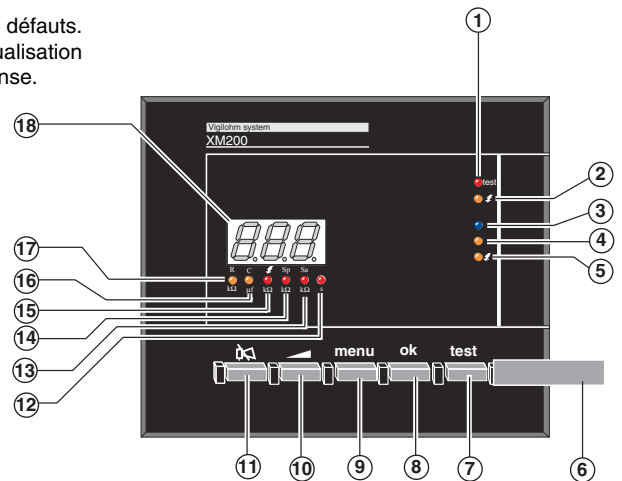 défauts.
ualisation
nse.
1
18
Vigilohm system
XM200
test
2
3
4
5
R C Sp Sa
kΩ µf kΩ kΩ kΩ s
17
16
15
14
13
12
menu ok test
11 10 9 8 7 6